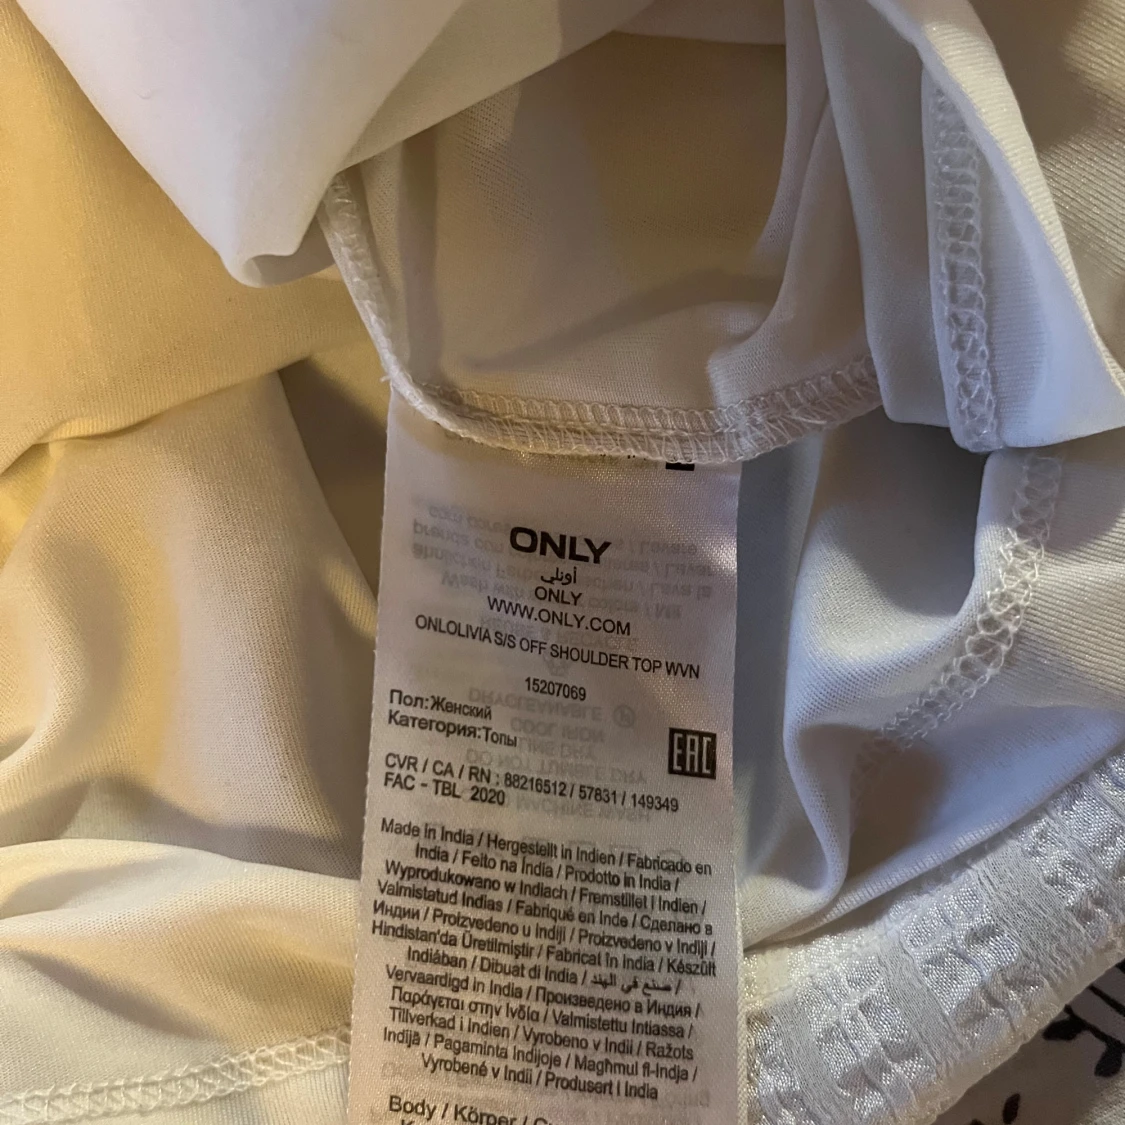 ONLY
أونلي
ONLY
WWW.ONLY.COM
ONLOLIVIA S/S OFF SHOULDER TOP WVN
15207069
Пол:Женский
Категория:Топы
EAC
CVR / CA / RN : 88216512 / 57831 / 149349
FAC - TBL 2020
Made in India / Hergestellt in Indien / Fabricado en
India / Feito na Índia / Prodotto in India /
Wyprodukowano w Indiach / Fremstillet i Indien /
Valmistatud Indias / Fabriqué en Inde / Сделано в
Индии / Proizvedeno u Indiji / Proizvedeno v Indiji /
Hindistan'da Üretilmiştir / Fabricat în India / Készült
Indiában / Dibuat di India / صنع في الهند /
Vervaardigd in India / Произведено в Индия /
Παράγεται στην Ινδία / Valmistettu Intiassa /
Tillverkad i Indien / Vyrobeno v Indii / Ražots
Indijā / Pagaminta Indijoje / Magħmul fl-Indja /
Vyrobené v Indii / Produsert i India
Body / Körper /